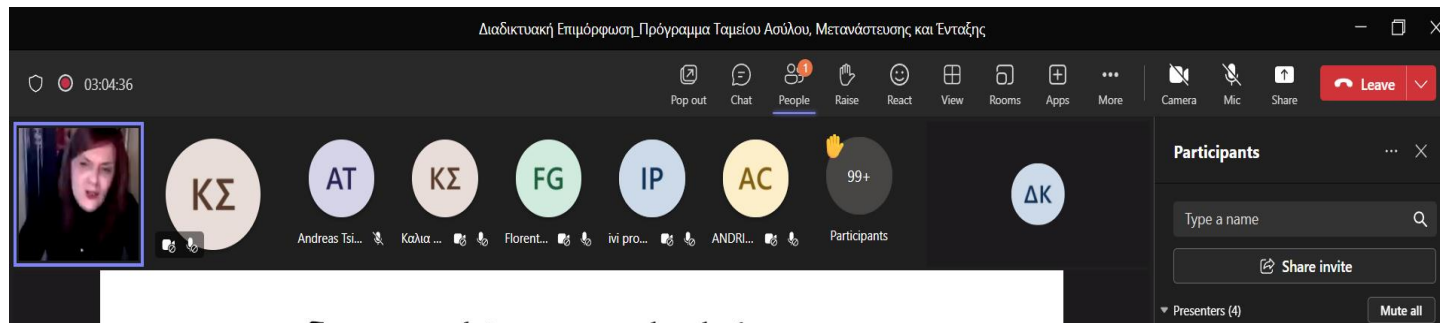 Διαδικτυακή Επιμόρφωση_Πρόγραμμα Ταμείου Ασύλου, Μετανάστευσης και Ένταξης
03:04:36
Pop out Chat People 1 Raise React View Rooms Apps More Camera Mic Share Leave
ΚΣ AT ΚΣ FG IP AC 99+ ΔΚ
Andreas Tsi... Καλια ... Florent... ivi pro... ANDRI... Participants
Participants
Type a name
Share invite
Presenters (4) Mute all